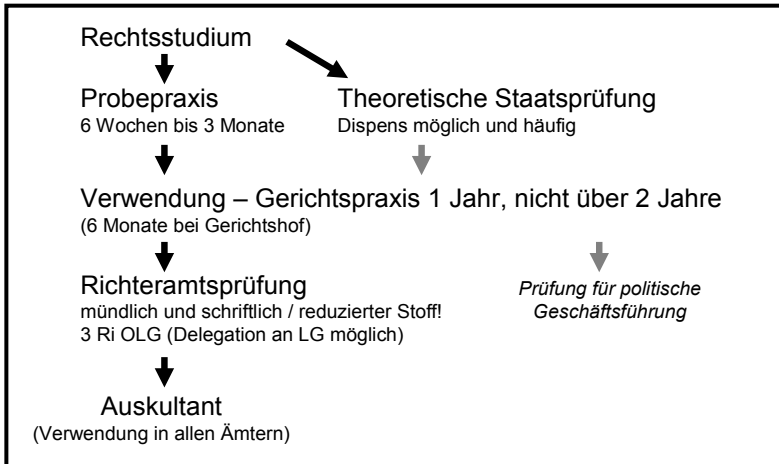 Rechtsstudium
Probepraxis
6 Wochen bis 3 Monate
Theoretische Staatsprüfung
Dispens möglich und häufig
Verwendung – Gerichtspraxis 1 Jahr, nicht über 2 Jahre
(6 Monate bei Gerichtshof)
Richteramtsprüfung
mündlich und schriftlich / reduzierter Stoff!
3 Ri OLG (Delegation an LG möglich)
Prüfung für politische
Geschäftsführung
Auskultant
(Verwendung in allen Ämtern)